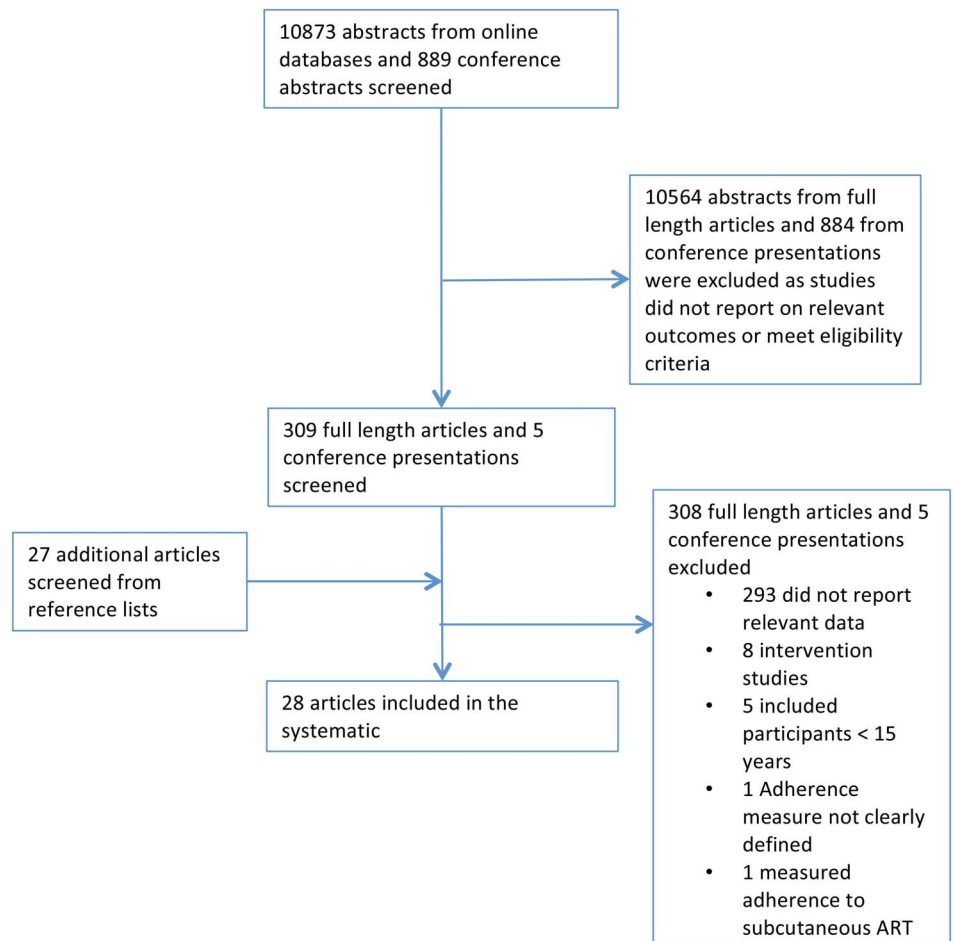 10873 abstracts from online
databases and 889 conference
abstracts screened
10564 abstracts from full
length articles and 884 from
conference presentations
were excluded as studies
did not report on relevant
outcomes or meet eligibility
criteria
309 full length articles and 5
conference presentations
screened
27 additional articles
screened from
reference lists
308 full length articles and 5
conference presentations
excluded
• 293 did not report
relevant data
• 8 intervention
studies
• 5 included
participants < 15
years
• 1 Adherence
measure not clearly
defined
• 1 measured
adherence to
subcutaneous ART
28 articles included in the
systematic